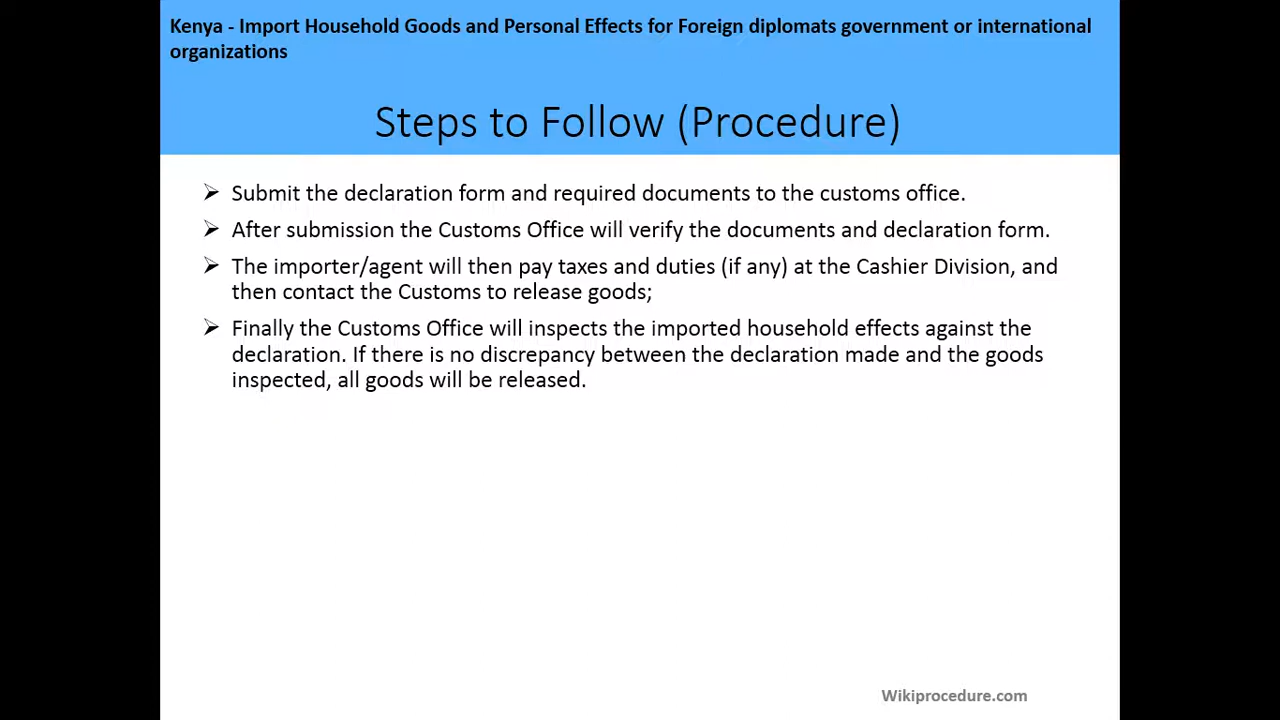 Kenya - Import Household Goods and Personal Effects for Foreign diplomats government or international
organizations
Steps to Follow (Procedure)
➢ Submit the declaration form and required documents to the customs office.
➢ After submission the Customs Office will verify the documents and declaration form.
➢ The importer/agent will then pay taxes and duties (if any) at the Cashier Division, and
then contact the Customs to release goods;
➢ Finally the Customs Office will inspects the imported household effects against the
declaration. If there is no discrepancy between the declaration made and the goods
inspected, all goods will be released.
Wikiprocedure.com